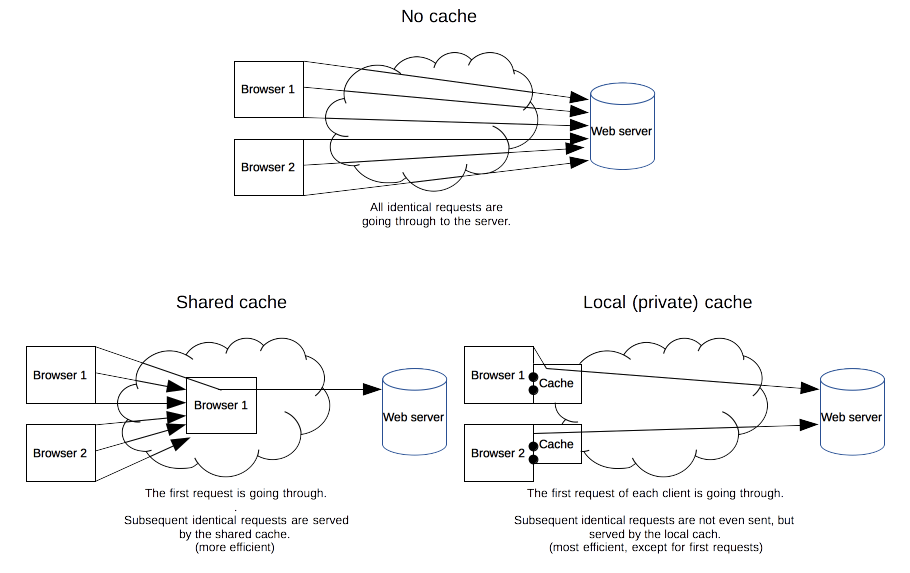 No cache
Browser 1
Browser 2
Web server
All identical requests are
going through to the server.
Shared cache
Browser 1
Browser 1
Browser 2
Web server
The first request is going through.
.
Subsequent identical requests are served
by the shared cache.
(more efficient)
Local (private) cache
Browser 1
Cache
Browser 2
Cache
Web server
The first request of each client is going through.
Subsequent identical requests are not even sent, but
served by the local cach.
(most efficient, except for first requests)